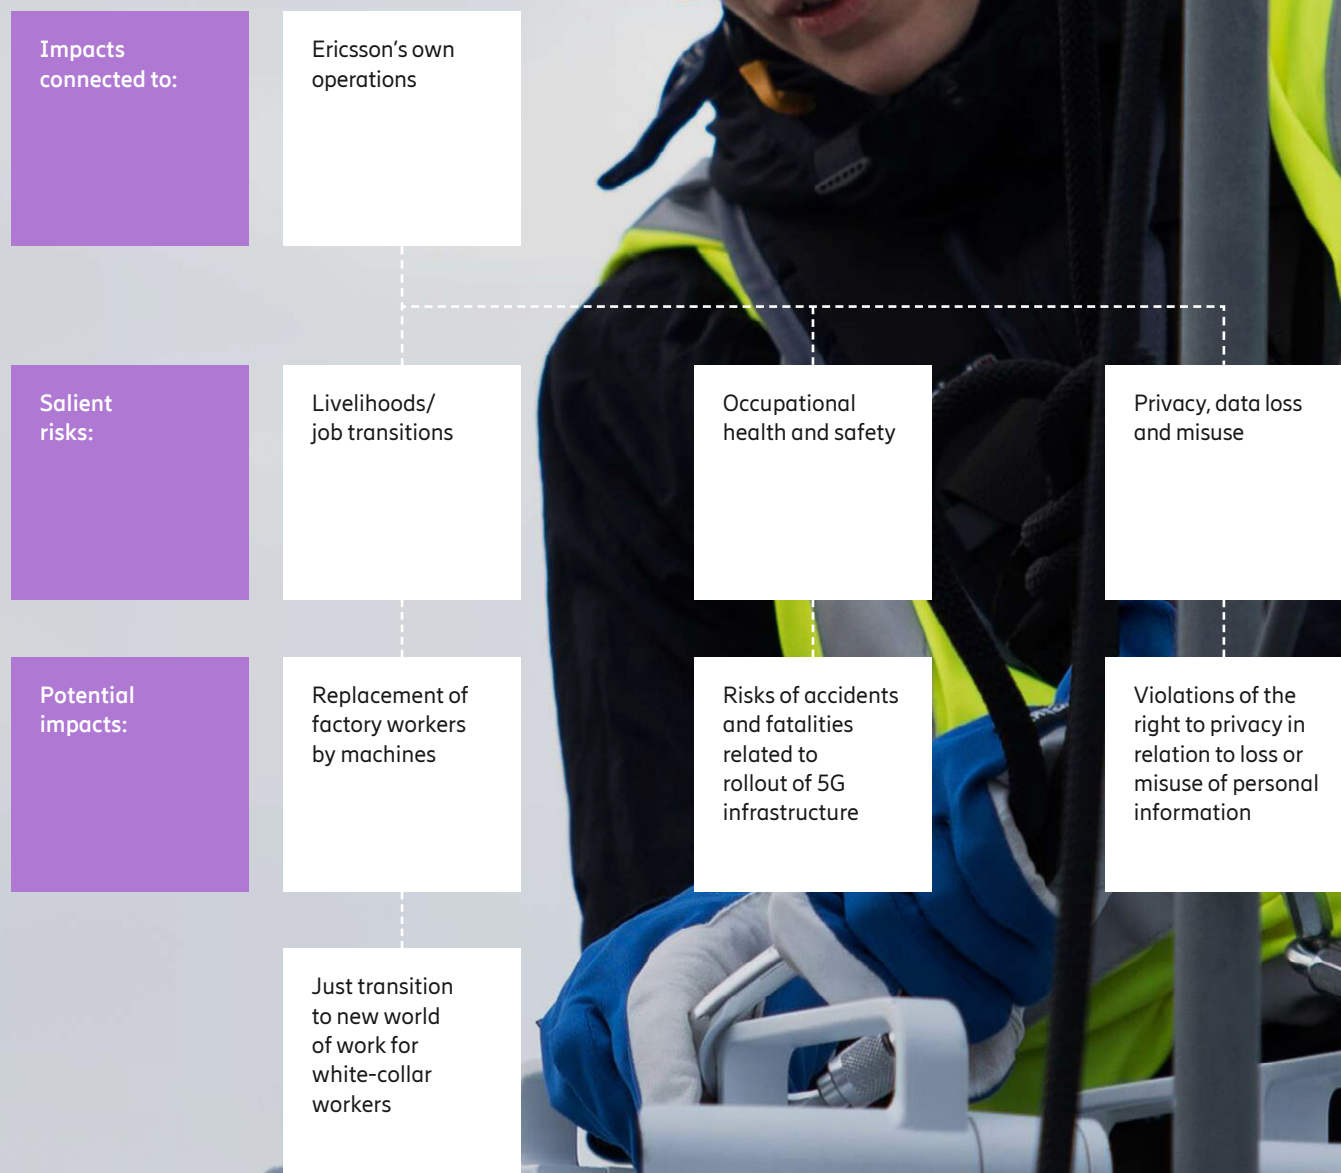 Impacts
connected to:
Ericsson's own
operations
Salient
risks:
Livelihoods/
job transitions
Occupational
health and safety
Privacy, data loss
and misuse
Potential
impacts:
Replacement of
factory workers
by machines
Risks of accidents
and fatalities
related to
rollout of 5G
infrastructure
Violations of the
right to privacy in
relation to loss or
misuse of personal
information
Just transition
to new world
of work for
white-collar
workers